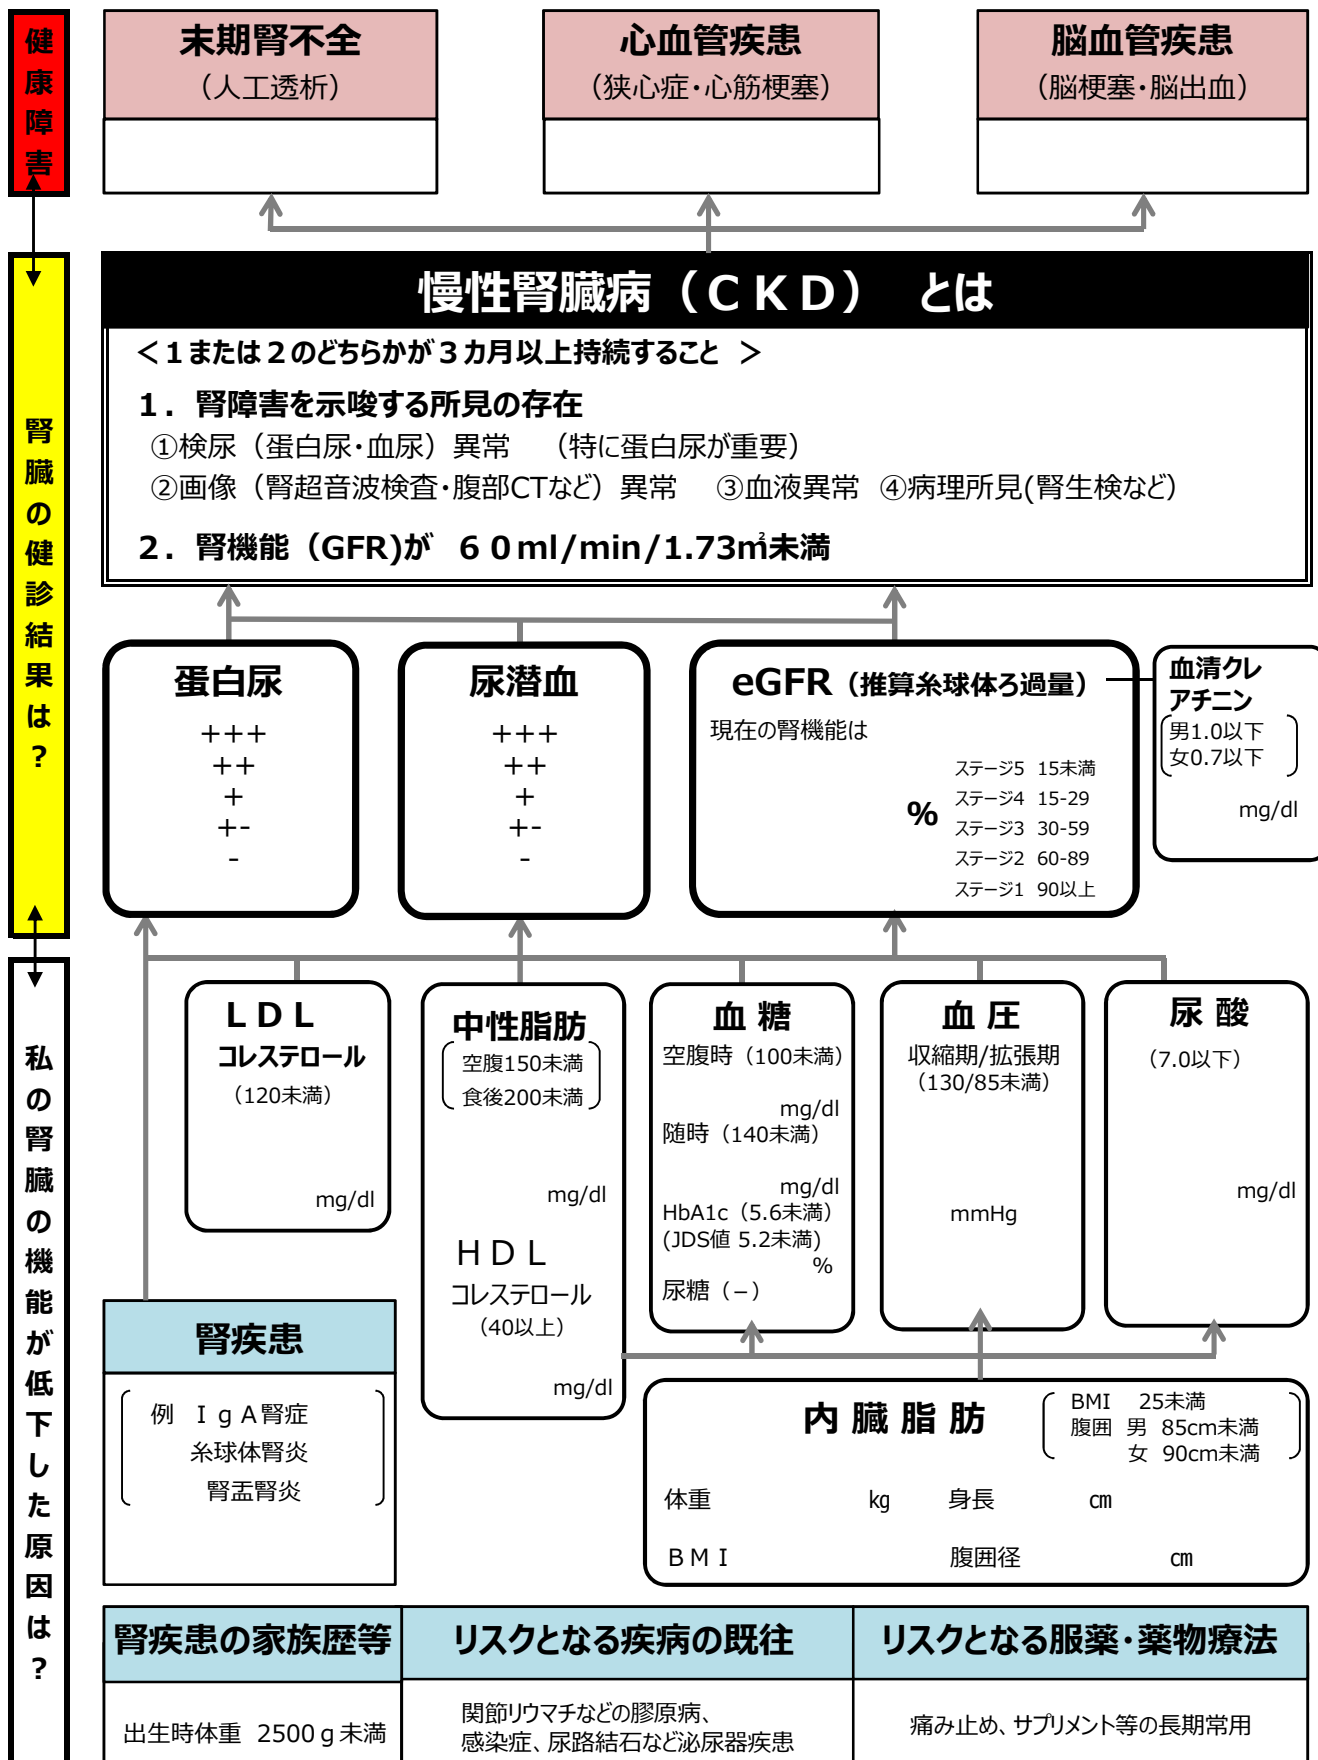 健康障害
末期腎不全
（人工透析）
心血管疾患
（狭心症・心筋梗塞）
脳血管疾患
（脳梗塞・脳出血）
腎臓の健診結果は？
慢性腎臓病（ＣＫＤ）　とは
＜１または２のどちらかが３カ月以上持続すること　＞
１．腎障害を示唆する所見の存在
①検尿（蛋白尿・血尿）異常　（特に蛋白尿が重要）
②画像（腎超音波検査・腹部CTなど）異常　③血液異常　④病理所見(腎生検など)
２．腎機能（GFR)が　６０ml/min/1.73㎡未満
蛋白尿
+++
++
+
+-
-
尿潜血
+++
++
+
+-
-
eGFR（推算糸球体ろ過量）
現在の腎機能は
%
ステージ5　15未満
ステージ4　15-29
ステージ3　30-59
ステージ2　60-89
ステージ1　90以上
血清クレ
アチニン
男1.0以下
女0.7以下
mg/dl
私の腎臓の機能が低下した原因は？
ＬＤＬ
コレステロール
（120未満）
mg/dl
中性脂肪
空腹150未満
食後200未満
mg/dl
ＨＤＬ
コレステロール
（40以上）
mg/dl
血糖
空腹時（100未満）
mg/dl
随時（140未満）
mg/dl
HbA1c（5.6未満）
(JDS値 5.2未満)
%
尿糖（−）
血圧
収縮期/拡張期
（130/85未満）
mmHg
尿酸
（7.0以下）
mg/dl
腎疾患
例　ＩｇＡ腎症
糸球体腎炎
腎盂腎炎
内臓脂肪
BMI　25未満
腹囲　男　85cm未満
女　90cm未満
体重　kg　身長　cm
ＢＭＩ　腹囲径　cm
腎疾患の家族歴等
リスクとなる疾病の既往
リスクとなる服薬・薬物療法
出生時体重　2500ｇ未満
関節リウマチなどの膠原病、
感染症、尿路結石など泌尿器疾患
痛み止め、サプリメント等の長期常用